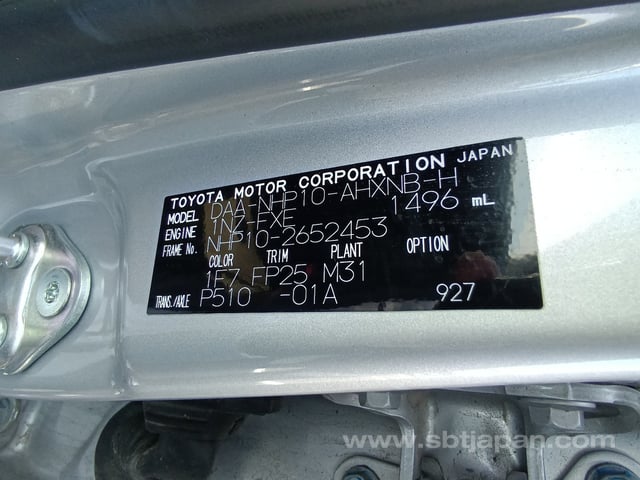 TOYOTA MOTOR CORPORATION JAPAN
MODEL DAA-NHP10-AHXNB-H
ENGINE 1NZ-FXE 1496 mL
FRAME No. NHP10-2652453
COLOR TRIM PLANT OPTION
1F7 FP25 M31
TRANS./AXLE P510 -01A 927
www.sbtjapan.com